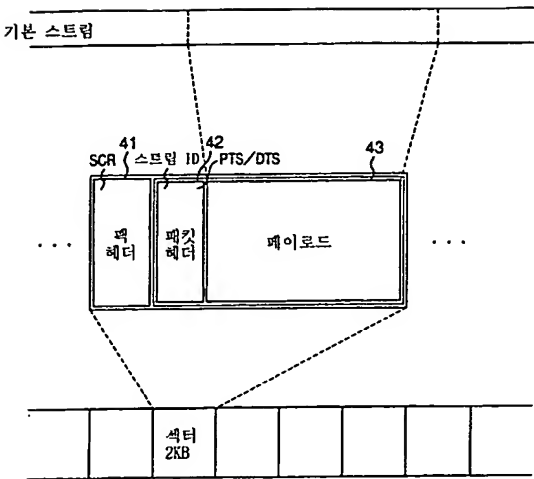 기본 스트림
41 42 43
SCR 스트림 ID PTS/DTS
팩
헤더
패킷
헤더
페이로드
. . .
. . .
섹터
2KB